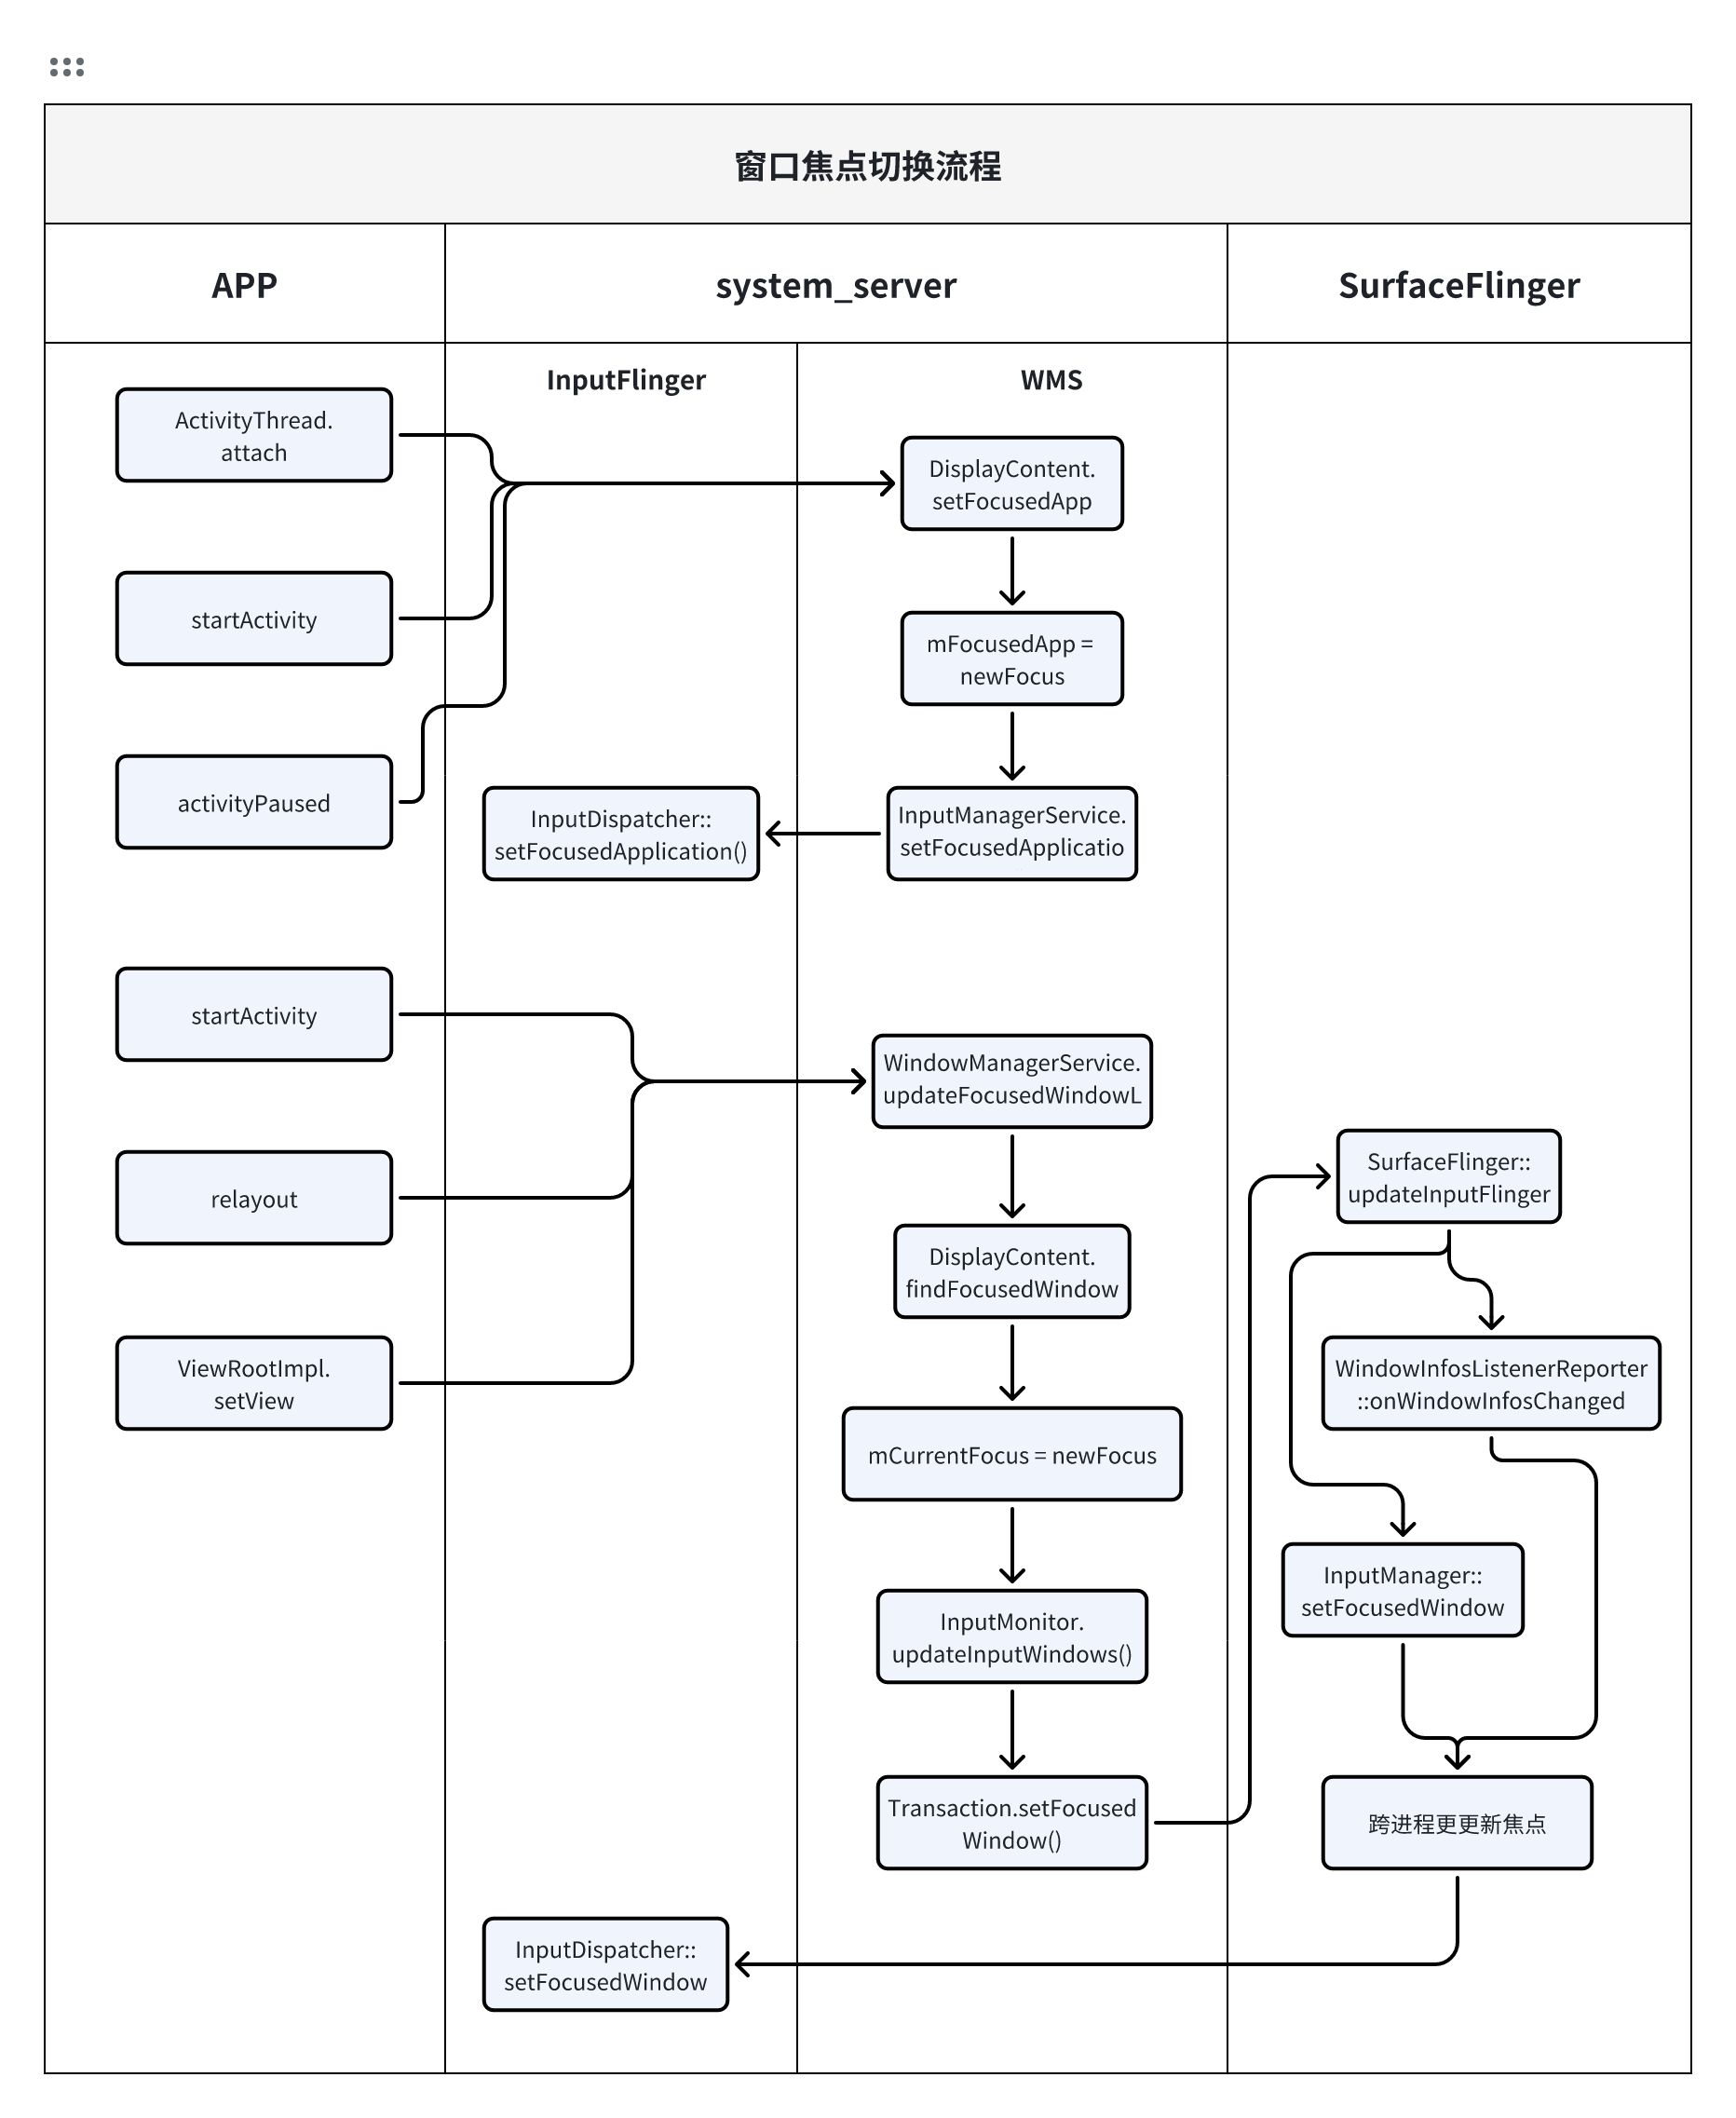 窗口焦点切换流程
APP
system_server
SurfaceFlinger
InputFlinger
WMS
ActivityThread.
attach
startActivity
activityPaused
DisplayContent.
setFocusedApp
mFocusedApp =
newFocus
InputManagerService.
setFocusedApplicatio
InputDispatcher::
setFocusedApplication()
startActivity
relayout
ViewRootImpl.
setView
WindowManagerService.
updateFocusedWindowL
DisplayContent.
findFocusedWindow
mCurrentFocus = newFocus
InputMonitor.
updateInputWindows()
Transaction.setFocused
Window()
SurfaceFlinger::
updateInputFlinger
WindowInfosListenerReporter
::onWindowInfosChanged
InputManager::
setFocusedWindow
跨进程更更新焦点
InputDispatcher::
setFocusedWindow